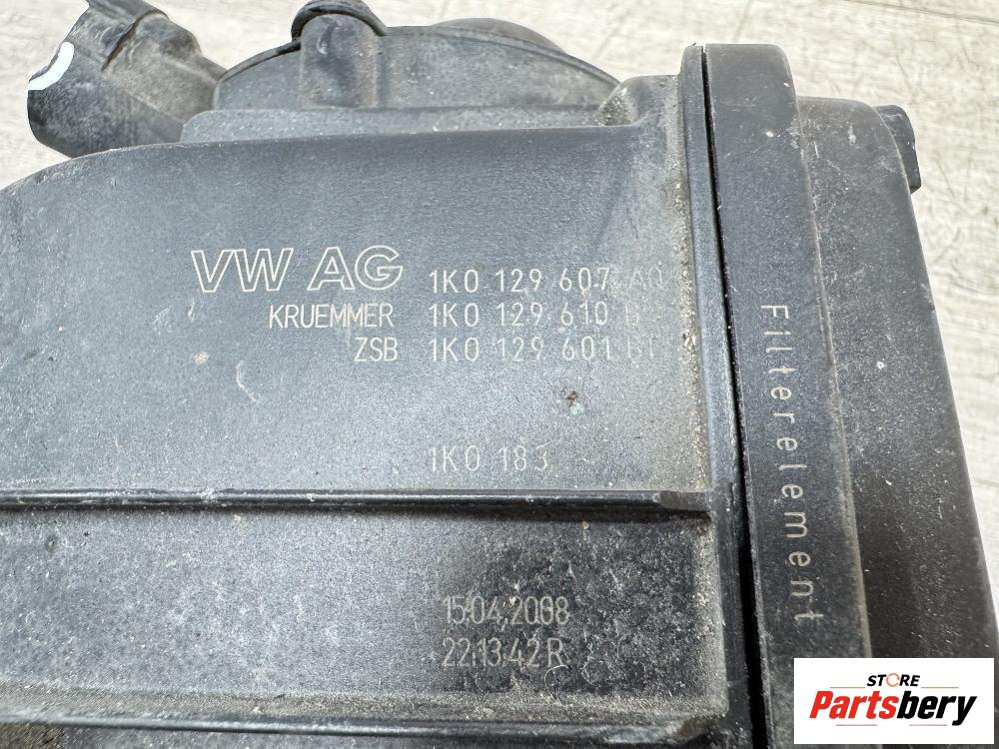 VW AG 1K0 129 607
KRUEMMER 1K0 129 610
ZSB 1K0 129 601
1K0 183
15.04.2008
22:13:42 R
Filterelement
STORE
Partsbery